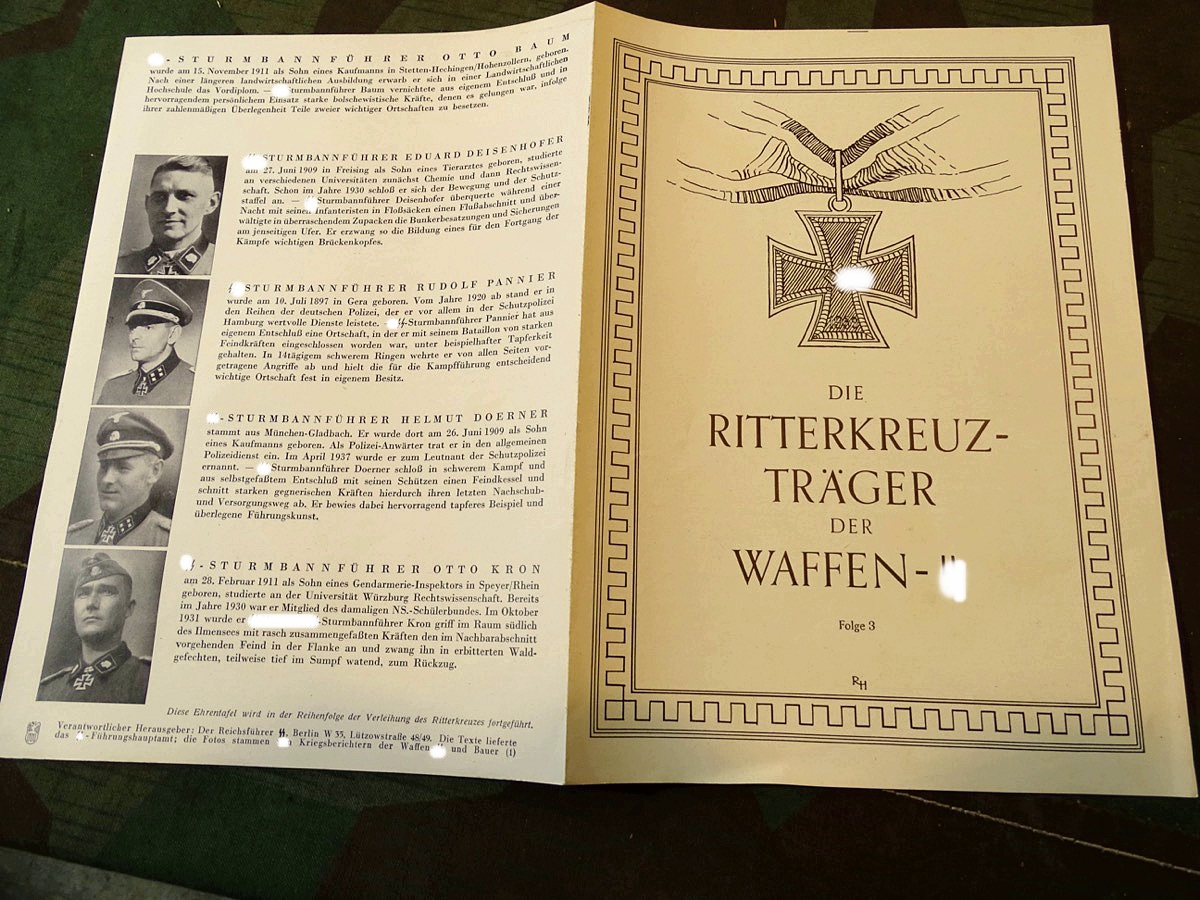 -STURMBANNFÜHRER OTTO BAUM
wurde am 15. November 1911 als Sohn eines Kaufmanns in Stetten-Hechingen/Hohenzollern, geboren.
Nach einer längeren landwirtschaftlichen Ausbildung erwarb er sich in einer Landwirtschaftlichen
Hochschule das Vordiplom. — Sturmbannführer Baum vernichtete aus eigenem Entschluß und in
hervorragendem persönlichem Einsatz starke bolschewistische Kräfte, denen es gelungen war, infolge
ihrer zahlenmäßigen Überlegenheit Teile zweier wichtiger Ortschaften zu besetzen.
STURMBANNFÜHRER EDUARD DEISENHOFER
am 27. Juni 1909 in Freising als Sohn eines Tierarztes geboren, studierte
an verschiedenen Universitäten zunächst Chemie und dann Rechtswissen-
schaft. Schon im Jahre 1930 schloß er sich der Bewegung und der Schutz-
staffel an. — Sturmbannführer Deisenhofer überquerte während einer
Nacht mit seinen Infanteristen in Floßsäcken einen Flußabschnitt und über-
wältigte in überraschendem Zupacken die Bunkerbesatzungen und Sicherungen
am jenseitigen Ufer. Er erzwang so die Bildung eines für den Fortgang der
Kämpfe wichtigen Brückenkopfes.
STURMBANNFÜHRER RUDOLF PANNIER
wurde am 10. Juli 1897 in Gera geboren. Vom Jahre 1920 ab stand er in
den Reihen der deutschen Polizei, der er vor allem in der Schutzpolizei
Hamburg wertvolle Dienste leistete. — -Sturmbannführer Pannier hat aus
eigenem Entschluß eine Ortschaft, in der er mit seinem Bataillon von starken
Feindkräften eingeschlossen worden war, unter beispielhafter Tapferkeit
gehalten. In 14tägigem schwerem Ringen wehrte er von allen Seiten vor-
getragene Angriffe ab und hielt die für die Kampfführung entscheidend
wichtige Ortschaft fest in eigenem Besitz.
-STURMBANNFÜHRER HELMUT DOERNER
stammt aus München-Gladbach. Er wurde dort am 26. Juni 1909 als Sohn
eines Kaufmanns geboren. Als Polizei-Anwärter trat er in den allgemeinen
Polizeidienst ein. Im April 1937 wurde er zum Leutnant der Schutzpolizei
ernannt. — Sturmbannführer Doerner schloß in schwerem Kampf und
aus selbstgefaßtem Entschluß mit seinen Schützen einen Feindkessel und
schnitt starken gegnerischen Kräften hierdurch ihren letzten Nachschub-
und Versorgungsweg ab. Er bewies dabei hervorragend tapferes Beispiel und
überlegene Führungskunst.
-STURMBANNFÜHRER OTTO KRON
am 28. Februar 1911 als Sohn eines Gendarmerie-Inspektors in Speyer/Rhein
geboren, studierte an der Universität Würzburg Rechtswissenschaft. Bereits
im Jahre 1930 war er Mitglied des damaligen NS.-Schülerbundes. Im Oktober
1931 wurde er -Sturmbannführer Kron griff im Raum südlich
des Ilmensees mit rasch zusammengefaßten Kräften den im Nachbarabschnitt
vorgehenden Feind in der Flanke an und zwang ihn in erbitterten Wald-
gefechten, teilweise tief im Sumpf watend, zum Rückzug.
Diese Ehrentafel wird in der Reihenfolge der Verleihung des Ritterkreuzes fortgeführt.
Verantwortlicher Herausgeber: Der Reichsführer SS, Berlin W 35, Lützowstraße 48/49. Die Texte lieferte
das -Führungshauptamt; die Fotos stammen Kriegsberichtern der Waffen und Bauer (1)
DIE
RITTERKREUZ-
TRÄGER
DER
WAFFEN-
Folge 3
RH